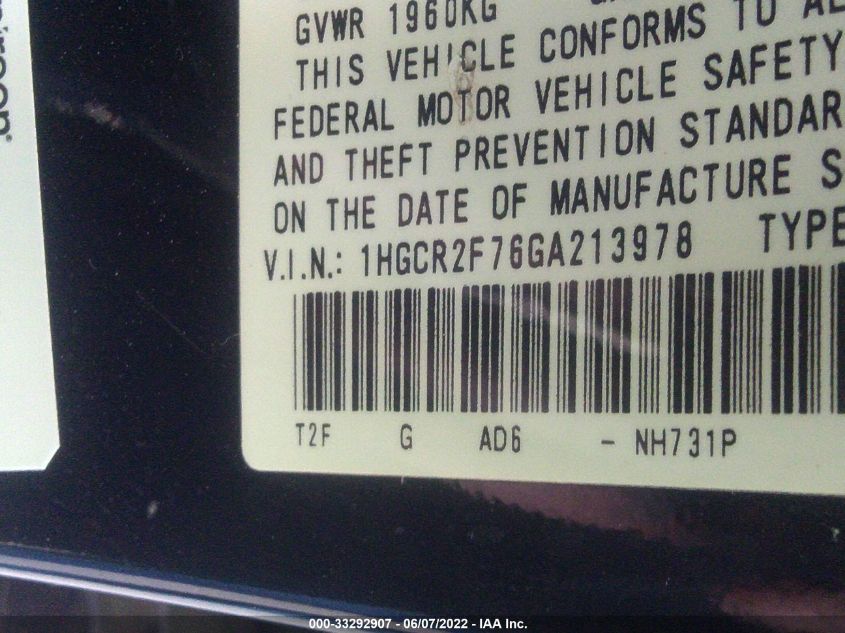 GVWR 1960KG
THIS VEHICLE CONFORMS TO
FEDERAL MOTOR VEHICLE SAFETY
AND THEFT PREVENTION STANDAR
ON THE DATE OF MANUFACTURE S
V.I.N.: 1HGCR2F76GA213978 TYPE
T2F G AD6 - NH731P
000-33292907 - 06/07/2022 - IAA Inc.